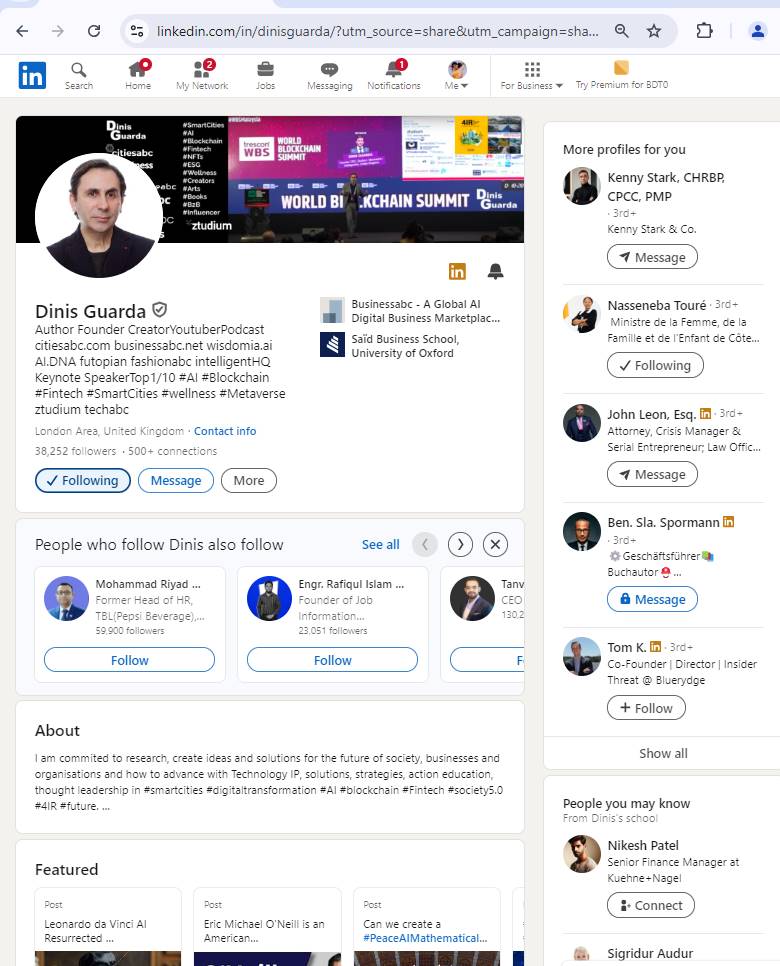 linkedin.com/in/dinisguarda/?utm_source=share&utm_campaign=sha...
in
Search
Home
2
My Network
Jobs
Messaging
1
Notifications
Me
For Business
Try Premium for BDT0
Dinis
Guarda
citiesabc
#SmartCities
#AI
#Blockchain
#Fintech
#NFTs
#ESG
#Wellness
#Creators
#Arts
#Books
#B2B
#Influencer
ztudium
trescon
WBS
WORLD
BLOCKCHAIN
SUMMIT
4IR
WORLD BL CKCHAIN SUMMIT
Dinis
Guarda
in
Dinis Guarda
Author Founder CreatorYoutuberPodcast
citiesabc.com businessabc.net wisdomia.ai
AI.DNA futopian fashionabc intelligentHQ
Keynote SpeakerTop1/10 #AI #Blockchain
#Fintech #SmartCities #wellness #Metaverse
ztudium techabc
London Area, United Kingdom · Contact info
38,252 followers · 500+ connections
Following
Message
More
Businessabc - A Global AI
Digital Business Marketplac...
Saïd Business School,
University of Oxford
People who follow Dinis also follow
See all
Mohammad Riyad ...
Former Head of HR,
TBL(Pepsi Beverage),...
59,900 followers
Follow
Engr. Rafiqul Islam ...
Founder of Job
Information...
23,051 followers
Follow
Tanv
CEO
130,2
F
About
I am commited to research, create ideas and solutions for the future of society, businesses and
organisations and how to advance with Technology IP, solutions, strategies, action education,
thought leadership in #smartcities #digitaltransformation #AI #blockchain #Fintech #society5.0
#4IR #future. ...
Featured
Post
Leonardo da Vinci AI
Resurrected ...
Post
Eric Michael O'Neill is an
American...
Post
Can we create a
#PeaceAIMathematical...
More profiles for you
Kenny Stark, CHRBP,
CPCC, PMP
· 3rd+
Kenny Stark & Co.
Message
Nasseneba Touré · 3rd+
Ministre de la Femme, de la
Famille et de l'Enfant de Côte...
Following
John Leon, Esq. in · 3rd+
Attorney, Crisis Manager &
Serial Entrepreneur; Law Offic...
Message
Ben. Sla. Spormann in
· 3rd+
Geschäftsführer
Buchautor ...
Message
Tom K. in · 3rd+
Co-Founder | Director | Insider
Threat @ Bluerydge
Follow
Show all
People you may know
From Dinis's school
Nikesh Patel
Senior Finance Manager at
Kuehne+Nagel
Connect
Sigridur Audur